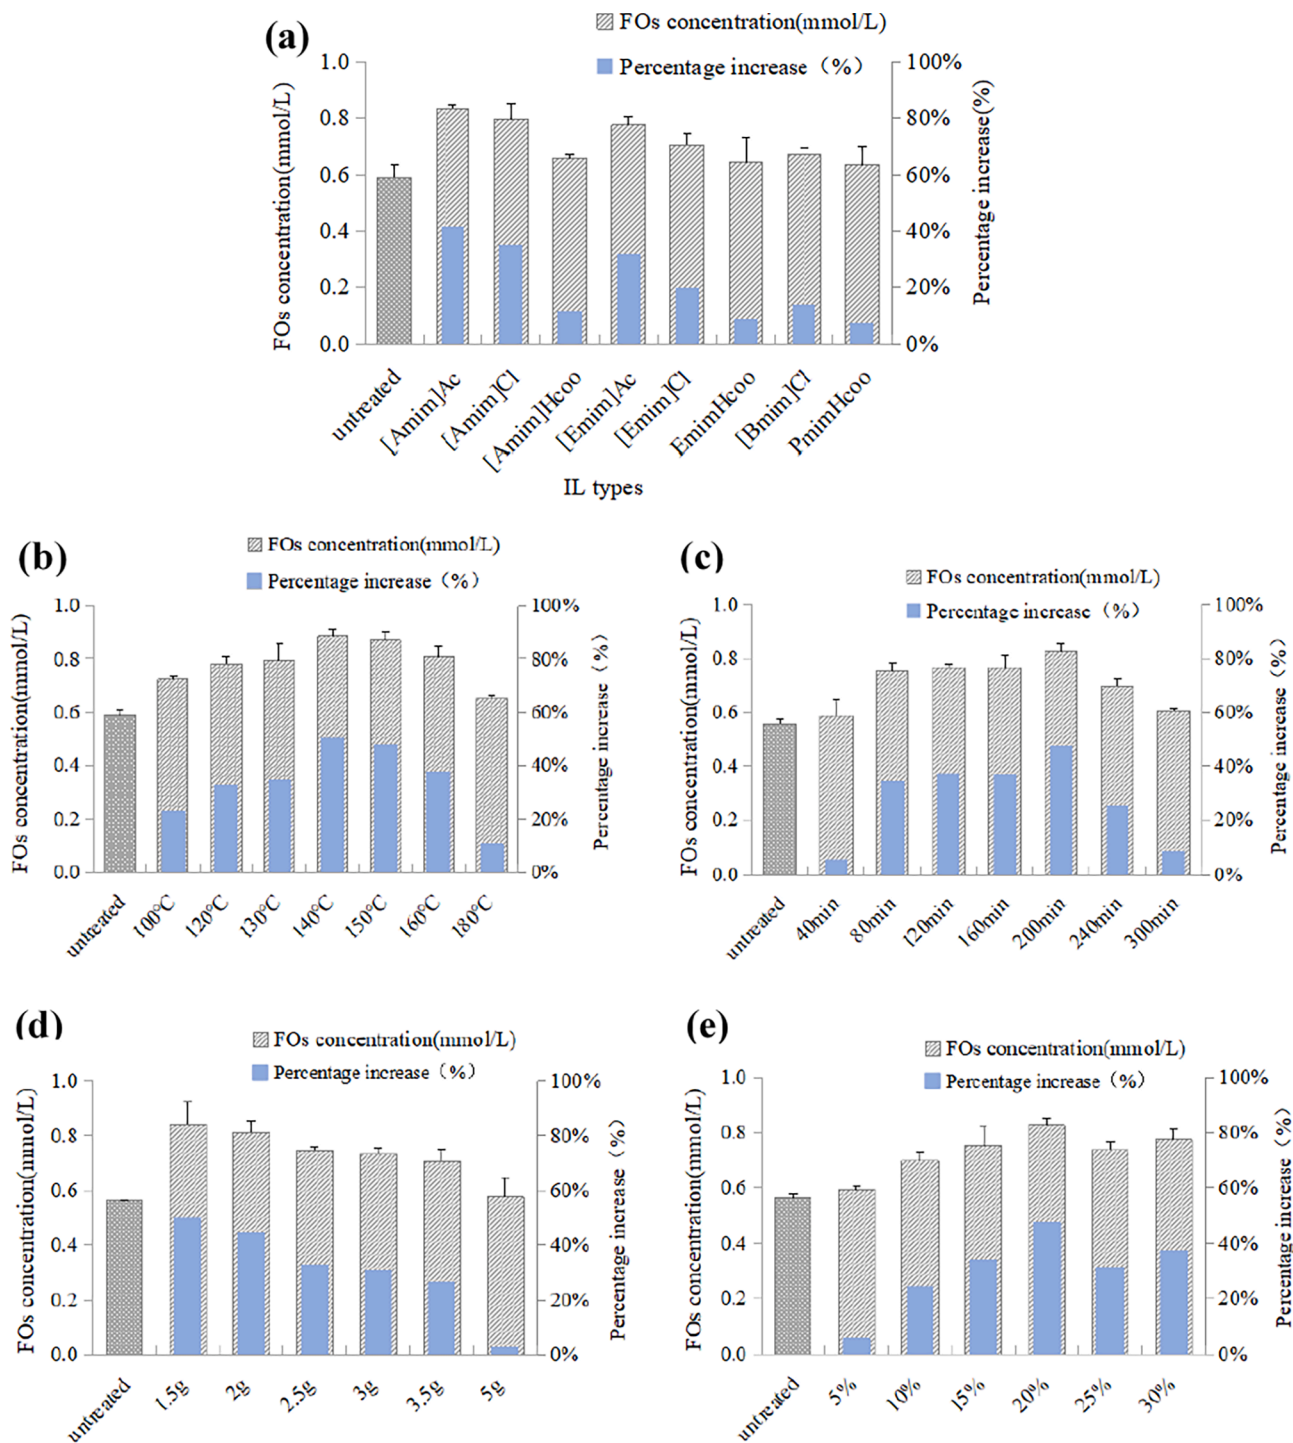 (a)
FOs concentration(mmol/L)
Percentage increase（%）
FOs concentration(mmol/L)
1.0
0.8
0.6
0.4
0.2
0.0
100%
80%
60%
40%
20%
0%
Percentage increase(%)
untreated
[Amim]Ac
[Amim]Cl
[Amim]Hcoo
[Emim]Ac
[Emim]Cl
EmimHcoo
[Bmim]Cl
PmimHcoo
IL types
(b)
FOs concentration(mmol/L)
Percentage increase（%）
FOs concentration(mmol/L)
1.0
0.8
0.6
0.4
0.2
0.0
100%
80%
60%
40%
20%
0%
Percentage increase（%）
untreated
100℃
120℃
130℃
140℃
150℃
160℃
180℃
(c)
FOs concentration(mmol/L)
Percentage increase（%）
FOs concentration(mmol/L)
1.0
0.8
0.6
0.4
0.2
0.0
100%
80%
60%
40%
20%
0%
Percentage increase（%）
untreated
40min
80min
120min
160min
200min
240min
300min
(d)
FOs concentration(mmol/L)
Percentage increase（%）
FOs concentration(mmol/L)
1.0
0.8
0.6
0.4
0.2
0.0
100%
80%
60%
40%
20%
0%
Percentage increase（%）
untreated
1.5g
2g
2.5g
3g
3.5g
5g
(e)
FOs concentration(mmol/L)
Percentage increase（%）
FOs concentration(mmol/L)
1.0
0.8
0.6
0.4
0.2
0.0
100%
80%
60%
40%
20%
0%
Percentage increase（%）
untreated
5%
10%
15%
20%
25%
30%